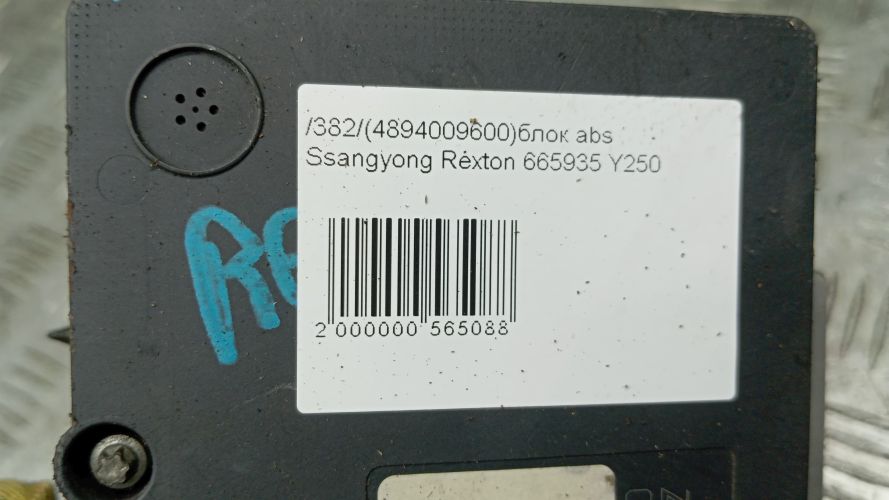 /382/(4894009600)блок abs
Ssangyong Rexton 665935 Y250
2 000000 565088